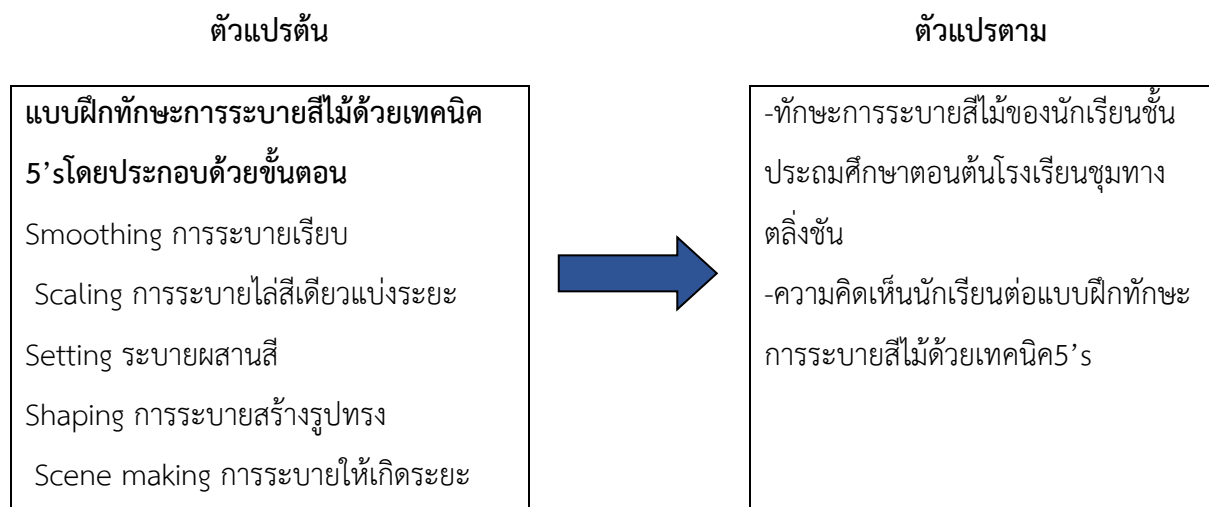 ตัวแปรต้น
ตัวแปรตาม
แบบฝึกทักษะการระบายสีไม้ด้วยเทคนิค
5’sโดยประกอบด้วยขั้นตอน
Smoothing การระบายเรียบ
Scaling การระบายไล่สีเดียวแบ่งระยะ
Setting ระบายผสานสี
Shaping การระบายสร้างรูปทรง
Scene making การระบายให้เกิดระยะ
-ทักษะการระบายสีไม้ของนักเรียนชั้น
ประถมศึกษาตอนต้นโรงเรียนชุมทาง
ตลิ่งชัน
-ความคิดเห็นนักเรียนต่อแบบฝึกทักษะ
การระบายสีไม้ด้วยเทคนิค5’s